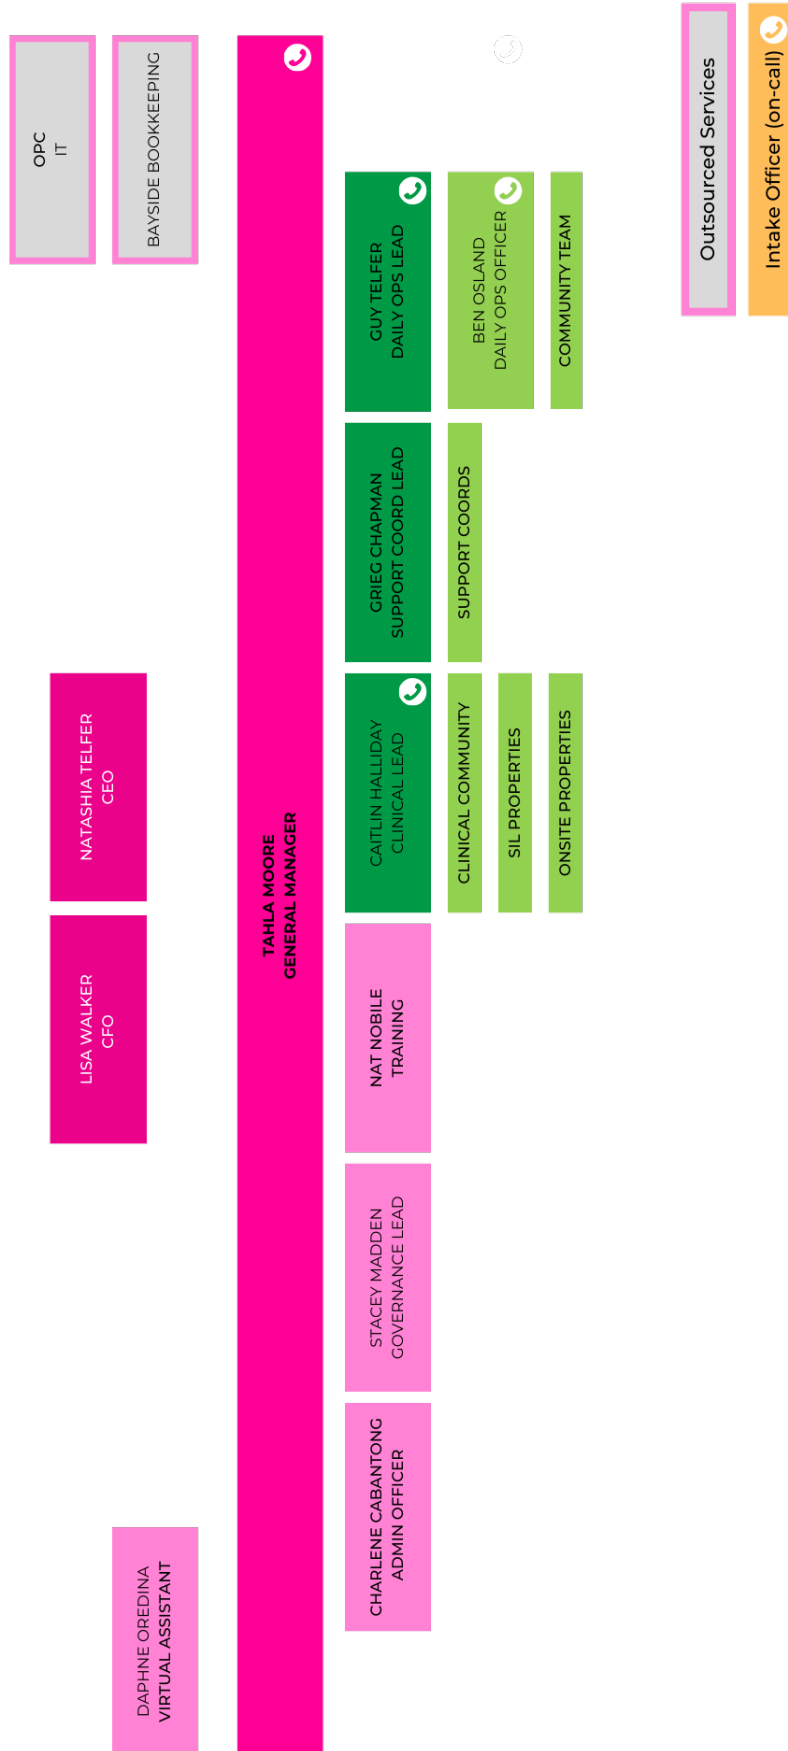 OPC
IT
LISA WALKER
CFO
NATASHIA TELFER
CEO
DAPHNE OREDINA
VIRTUAL ASSISTANT
BAYSIDE BOOKKEEPING
TAHLA MOORE
GENERAL MANAGER
CHARLENE CABANTONG
ADMIN OFFICER
STACEY MADDEN
GOVERNANCE LEAD
NAT NOBILE
TRAINING
CAITLIN HALLIDAY
CLINICAL LEAD
GRIEG CHAPMAN
SUPPORT COORD LEAD
GUY TELFER
DAILY OPS LEAD
CLINICAL COMMUNITY
SIL PROPERTIES
ONSITE PROPERTIES
SUPPORT COORDS
BEN OSLAND
DAILY OPS OFFICER
COMMUNITY TEAM
Outsourced Services
Intake Officer (on-call)